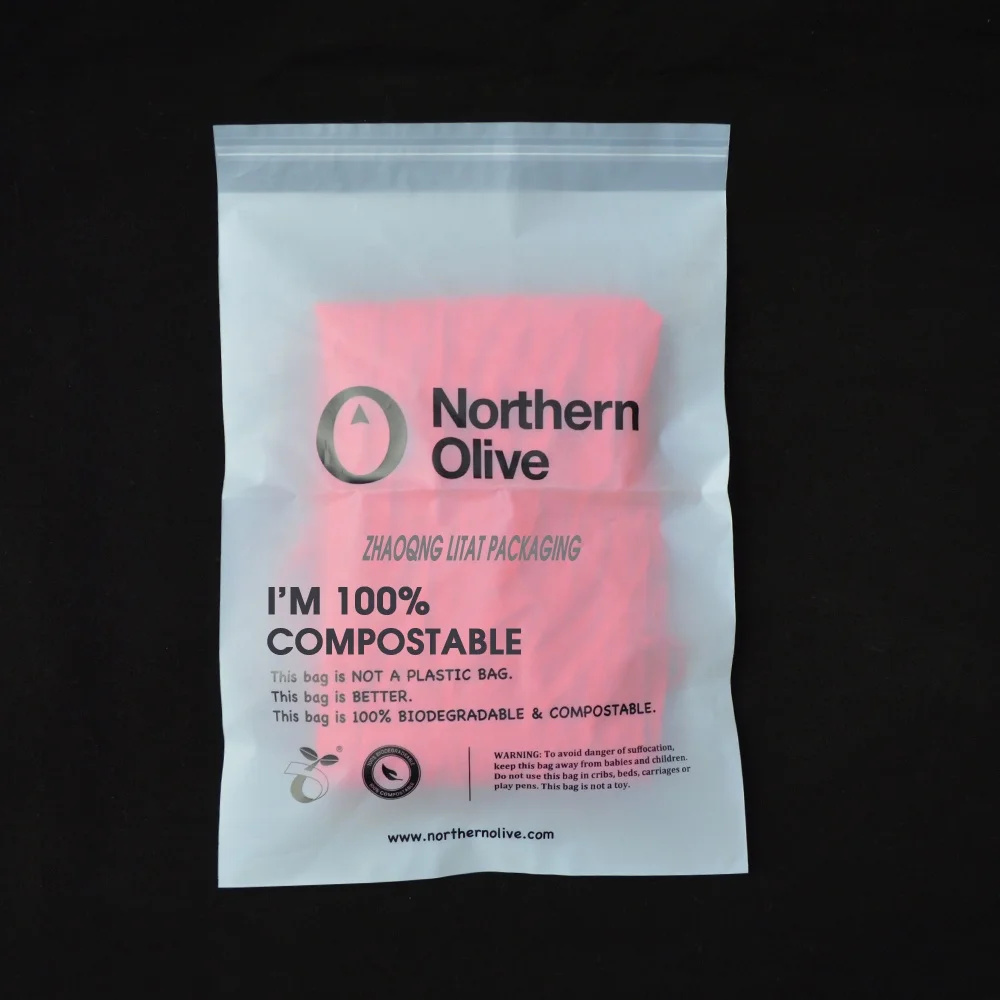 Northern
Olive
ZHAOQNG LITAT PACKAGING
I'M 100%
COMPOSTABLE
This bag is NOT A PLASTIC BAG.
This bag is BETTER.
This bag is 100% BIODEGRADABLE & COMPOSTABLE.
®
100% BIODEGRADABLE
COMPOSTABLE
WARNING: To avoid danger of suffocation,
keep this bag away from babies and children.
Do not use this bag in cribs, beds, carriages or
play pens. This bag is not a toy.
www.northernolive.com